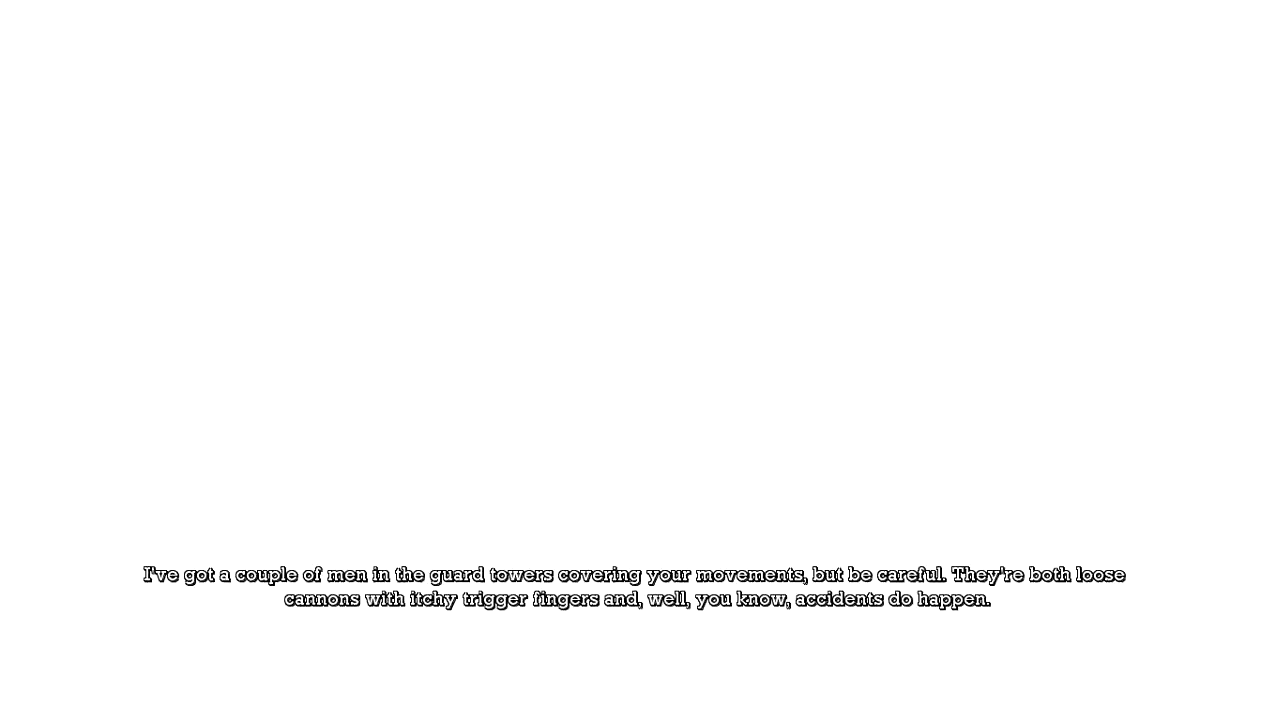 I've got a couple of men in the guard towers covering your movements, but be careful. They're both loose
cannons with itchy trigger fingers and, well, you know, accidents do happen.